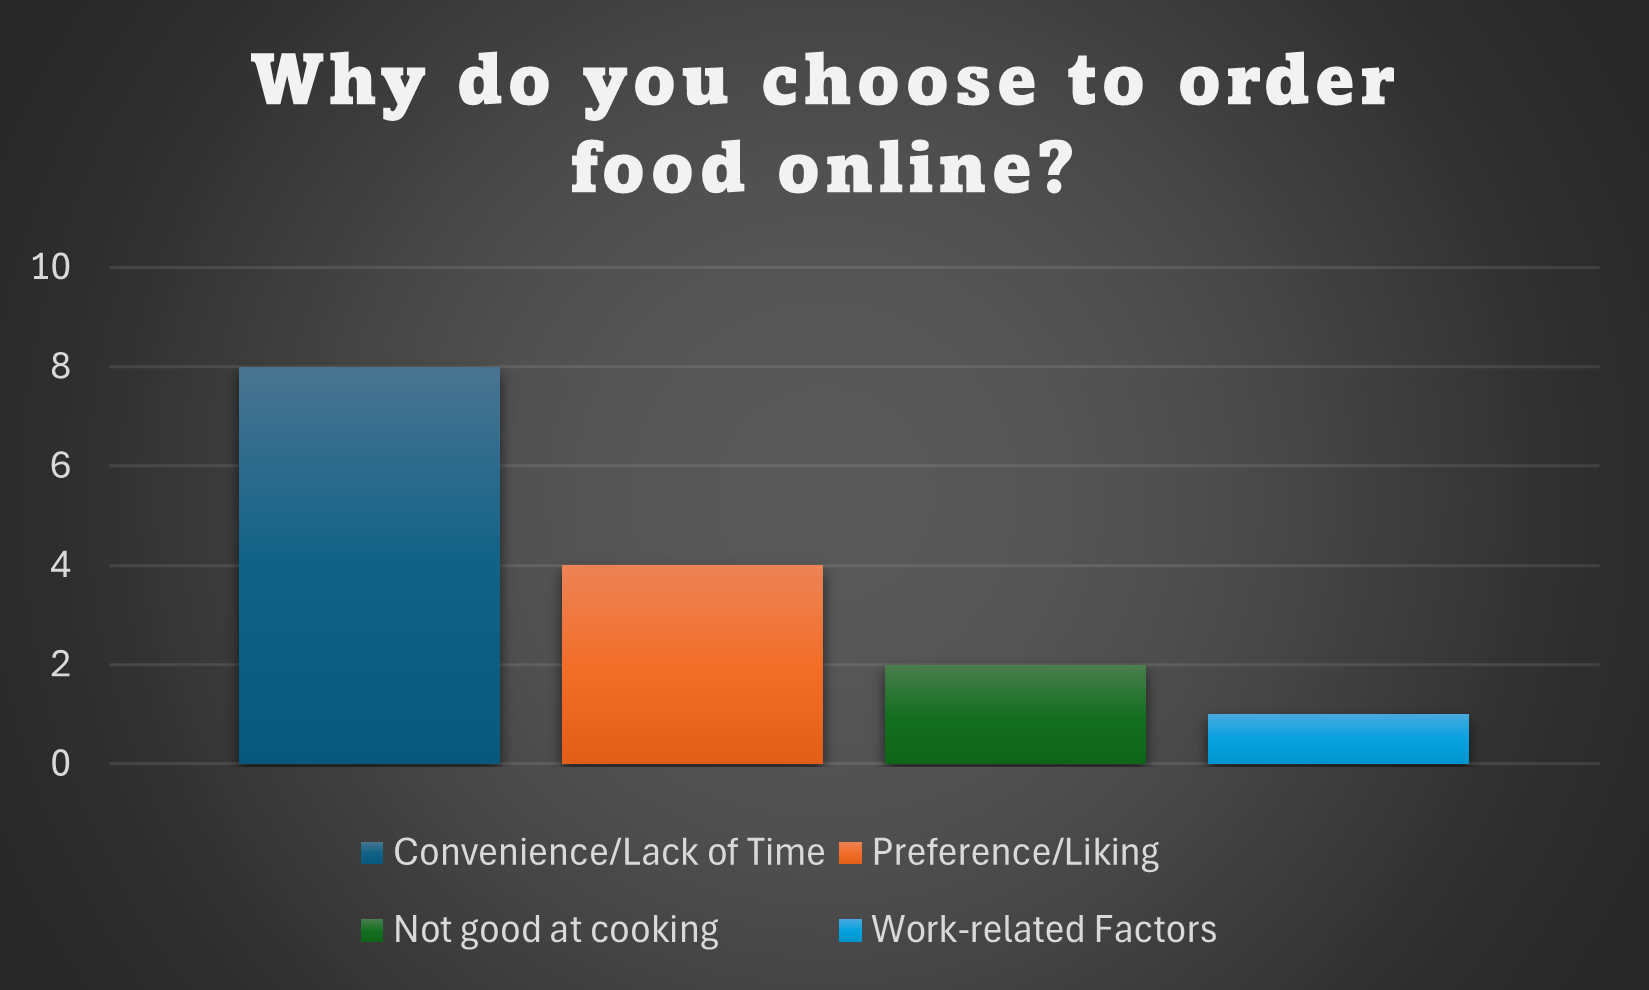 Why do you choose to order
food online?
10
8
6
4
2
0
Convenience/Lack of Time
Preference/Liking
Not good at cooking
Work-related Factors